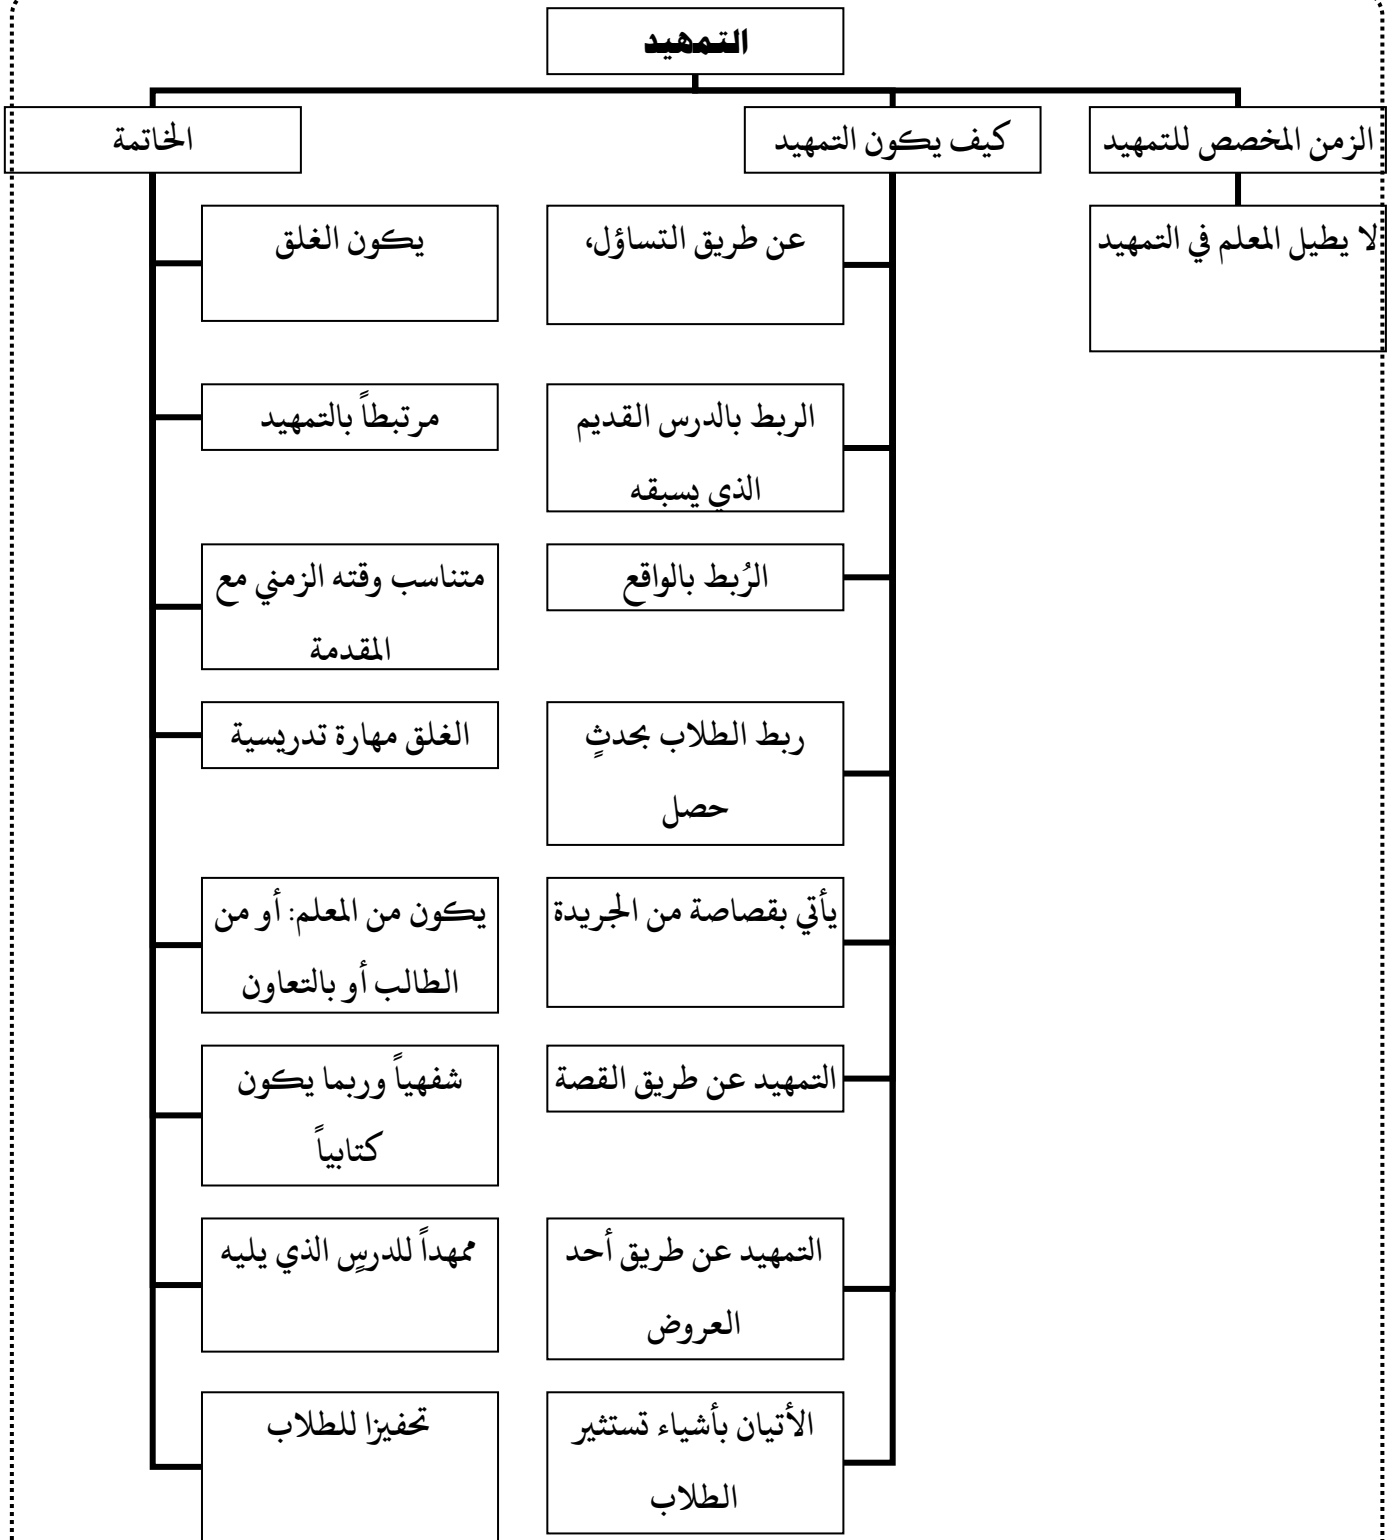 التمهيد
الزمن المخصص للتمهيد
لا يطيل المعلم في التمهيد
كيف يكون التمهيد
عن طريق التساؤل،
الربط بالدرس القديم
الذي يسبقه
الرُبط بالواقع
ربط الطلاب بحدثٍ
حصل
يأتي بقصاصة من الجريدة
التمهيد عن طريق القصة
التمهيد عن طريق أحد
العروض
الأتيان بأشياء تستثير
الطلاب
الخاتمة
يكون الغلق
مرتبطاً بالتمهيد
متناسب وقته الزمني مع
المقدمة
الغلق مهارة تدريسية
يكون من المعلم: أو من
الطالب أو بالتعاون
شفهياً وربما يكون
كتابياً
ممهداً للدرسٍ الذي يليه
تحفيزا للطلاب